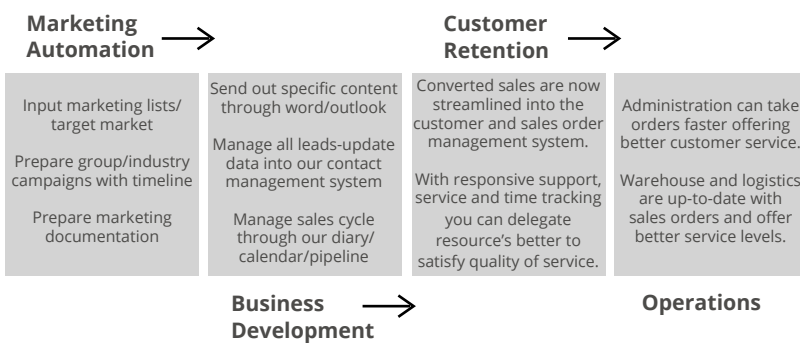 Marketing
Automation
Customer
Retention
Input marketing lists/
target market
Prepare group/industry
campaigns with timeline
Prepare marketing
documentation
Send out specific content
through word/outlook
Manage all leads-update
data into our contact
management system
Manage sales cycle
through our diary/
calendar/pipeline
Converted sales are now
streamlined into the
customer and sales order
management system.
With responsive support,
service and time tracking
you can delegate
resource's better to
satisfy quality of service.
Administration can take
orders faster offering
better customer service.
Warehouse and logistics
are up-to-date with
sales orders and offer
better service levels.
Business
Development
Operations